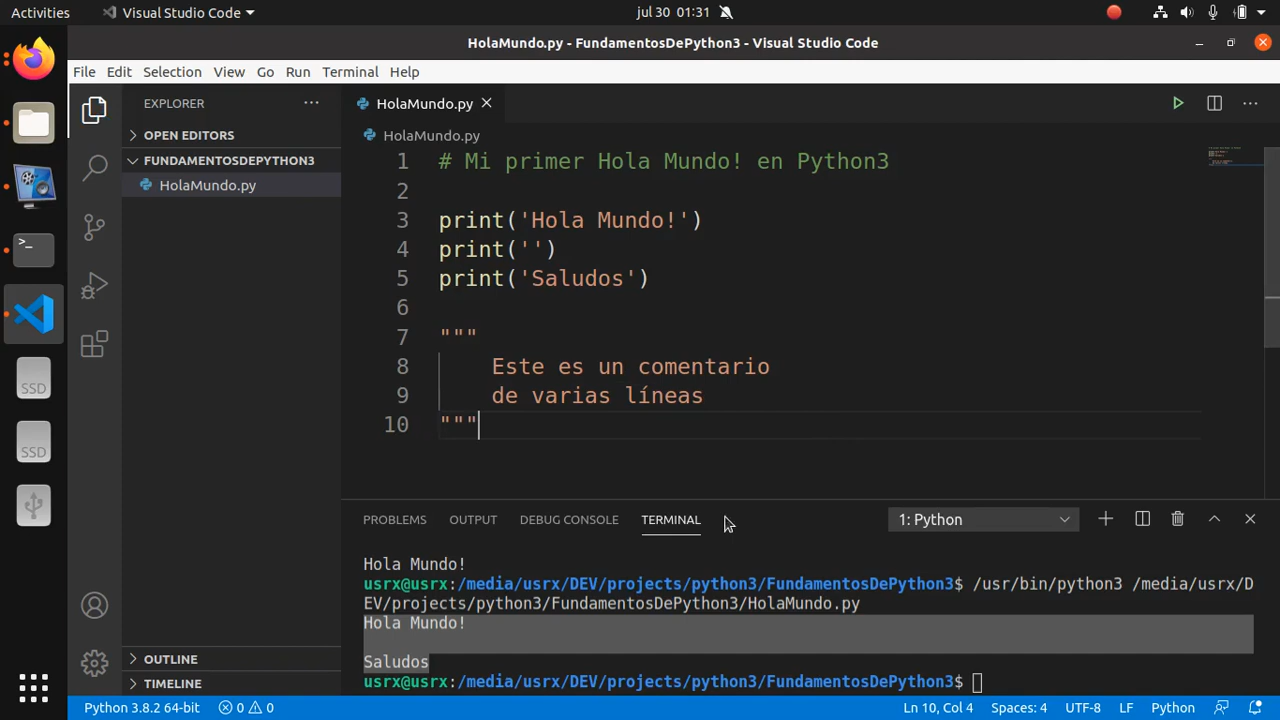 Activities
Visual Studio Code
jul 30 01:31
HolaMundo.py - FundamentosDePython3 - Visual Studio Code
File Edit Selection View Go Run Terminal Help
EXPLORER
OPEN EDITORS
FUNDAMENTOSDEPYTHON3
HolaMundo.py
OUTLINE
TIMELINE
SSD
SSD
HolaMundo.py
HolaMundo.py
1 # Mi primer Hola Mundo! en Python3
2
3 print('Hola Mundo!')
4 print('')
5 print('Saludos')
6
7 """
8 Este es un comentario
9 de varias líneas
10 """
PROBLEMS OUTPUT DEBUG CONSOLE TERMINAL
1: Python
Hola Mundo!
usrx@usrx:/media/usrx/DEV/projects/python3/FundamentosDePython3$ /usr/bin/python3 /media/usrx/D
EV/projects/python3/FundamentosDePython3/HolaMundo.py
Hola Mundo!
Saludos
usrx@usrx:/media/usrx/DEV/projects/python3/FundamentosDePython3$
Python 3.8.2 64-bit 0 0 Ln 10, Col 4 Spaces: 4 UTF-8 LF Python